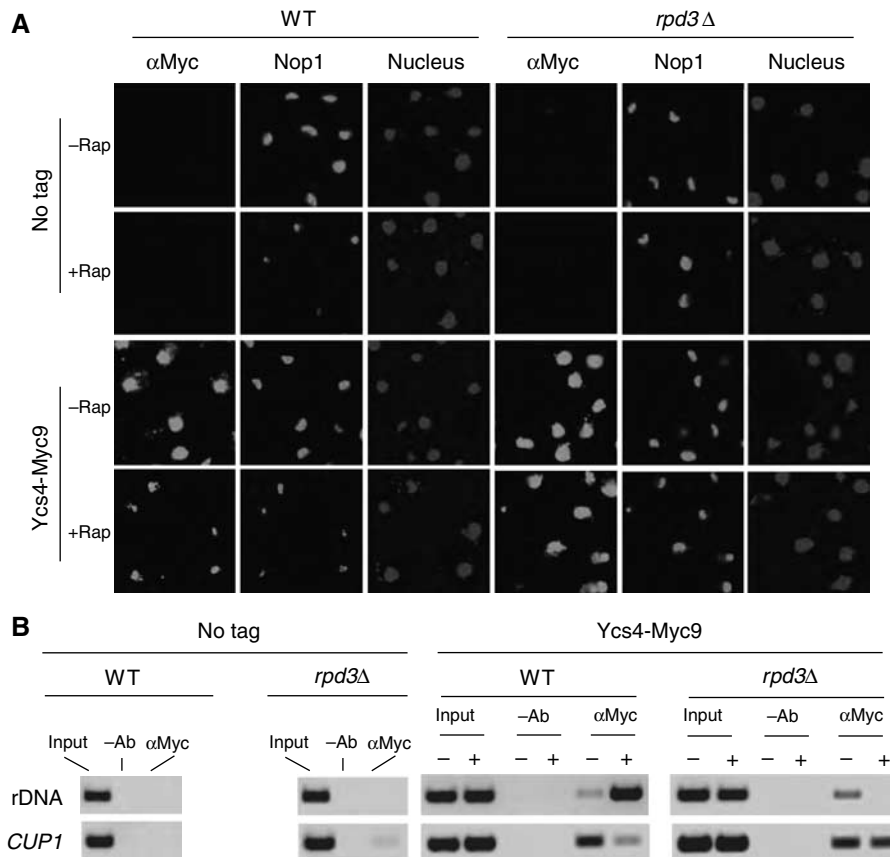 A
WT rpd3Δ
αMyc Nop1 Nucleus αMyc Nop1 Nucleus
No tag
–Rap
+Rap
Ycs4-Myc9
–Rap
+Rap
B
No tag Ycs4-Myc9
WT rpd3Δ WT rpd3Δ
Input –Ab αMyc Input –Ab αMyc Input –Ab αMyc Input –Ab αMyc
– + – + – + – + – + – +
rDNA
CUP1